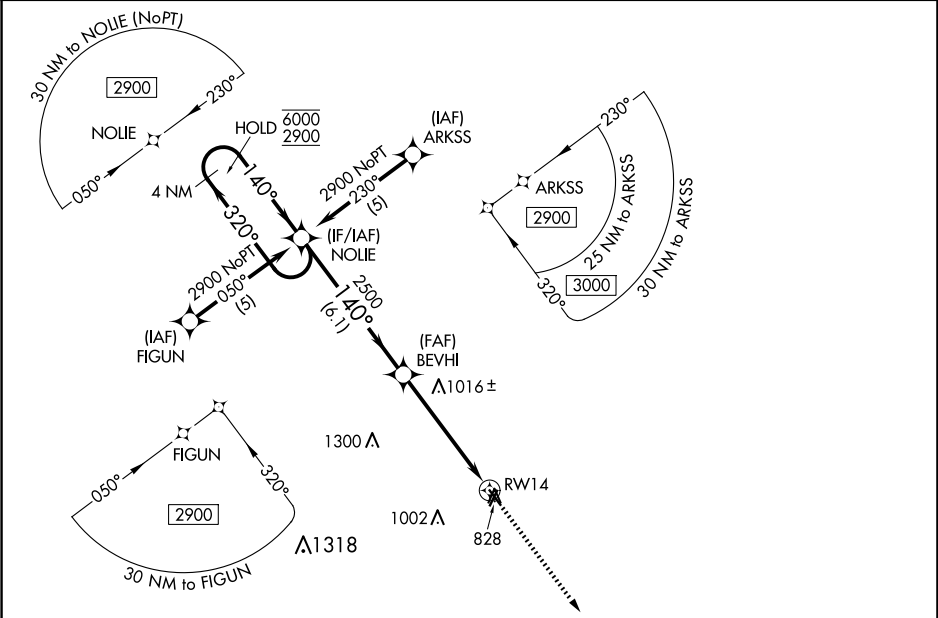 30 NM to NOLIE (NoPT)
2900
230°
NOLIE
050°
HOLD
6000
2900
4 NM
140°
320°
(IAF)
ARKSS
2900 NoPT
230°
(5)
(IF/IAF)
NOLIE
2900 NoPT
050°
(5)
(IAF)
FIGUN
2500
140°
(6.1)
(FAF)
BEVHI
1016±
1300
RW14
1002
828
230°
ARKSS
2900
25 NM to ARKSS
30 NM to ARKSS
3000
320°
FIGUN
050°
320°
2900
30 NM to FIGUN
1318